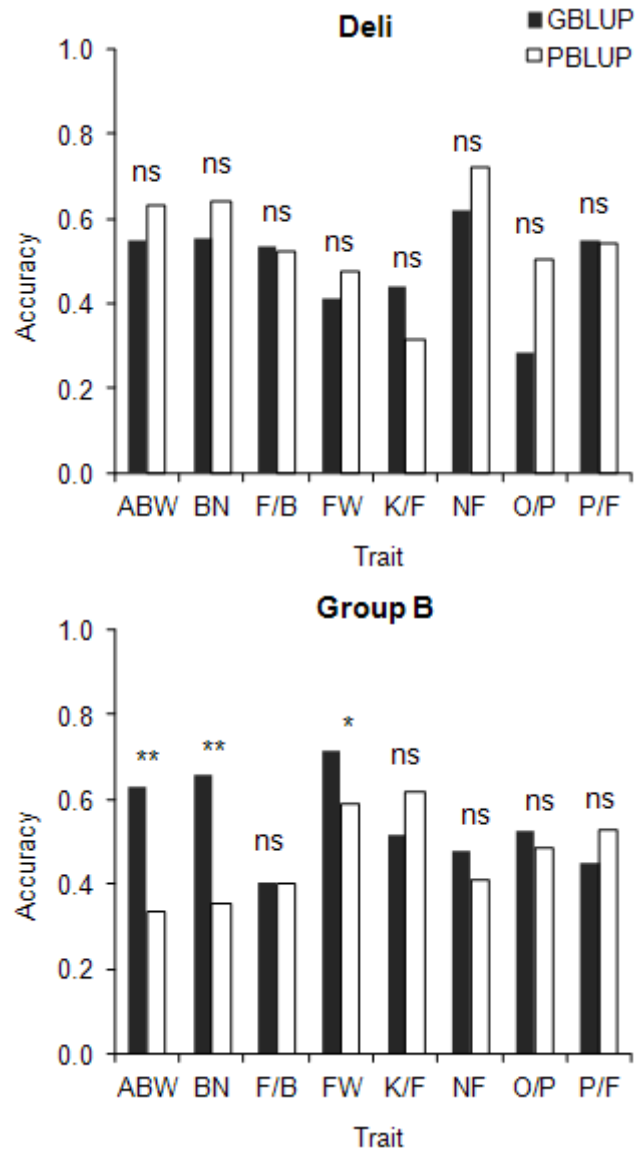 Deli
GBLUP
PBLUP
Accuracy
1.0
0.8
0.6
0.4
0.2
0.0
ns ns ns ns ns ns ns ns
ABW BN F/B FW K/F NF O/P P/F
Trait
Group B
Accuracy
1.0
0.8
0.6
0.4
0.2
0.0
** ** ns * ns ns ns ns
ABW BN F/B FW K/F NF O/P P/F
Trait